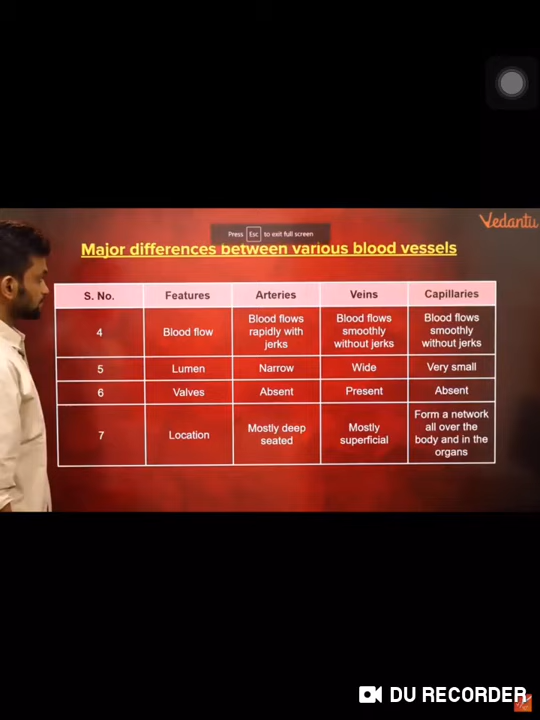 Vedantu
Press Esc to exit full screen
Major differences between various blood vessels
S. No. Features Arteries Veins Capillaries
4 Blood flow Blood flows rapidly with jerks Blood flows smoothly without jerks Blood flows smoothly without jerks
5 Lumen Narrow Wide Very small
6 Valves Absent Present Absent
7 Location Mostly deep seated Mostly superficial Form a network all over the body and in the organs
DU RECORDER